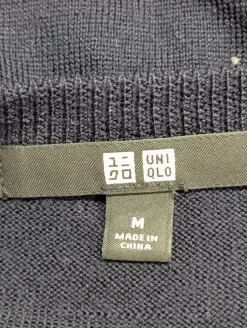 ユニ UNI
クロ QLO
M
MADE IN
CHINA